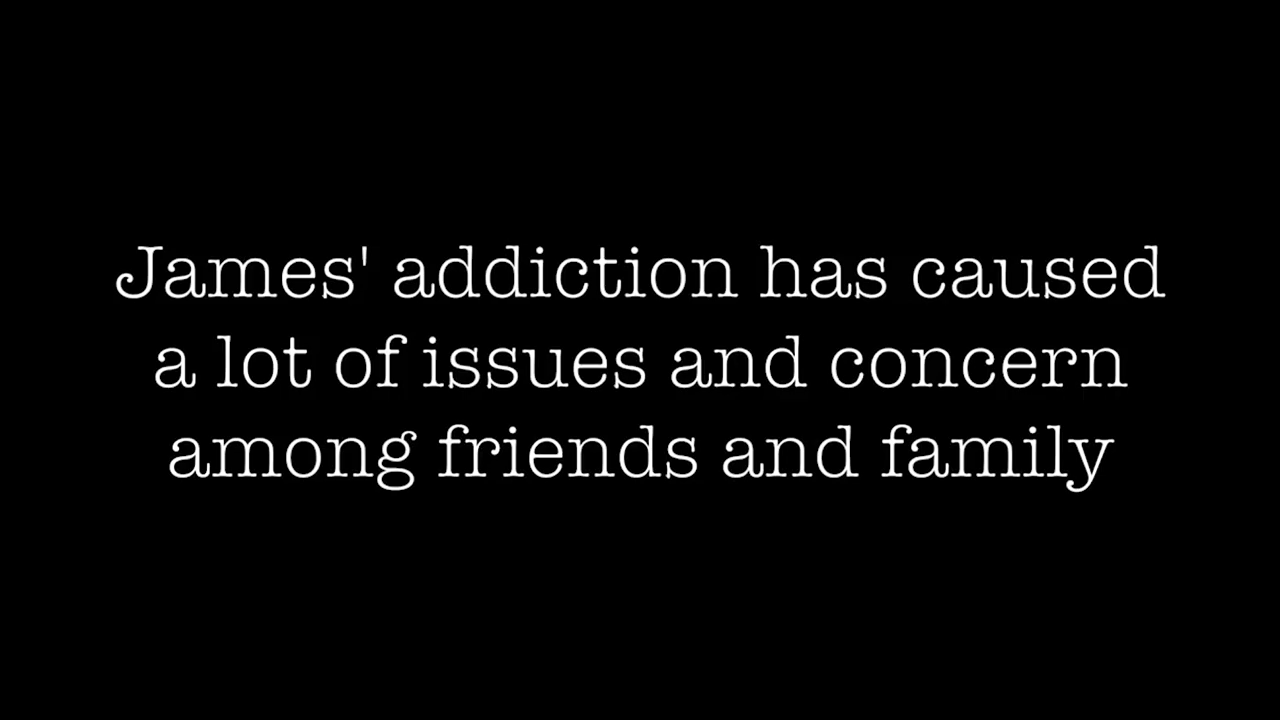 James' addiction has caused
a lot of issues and concern
among friends and family